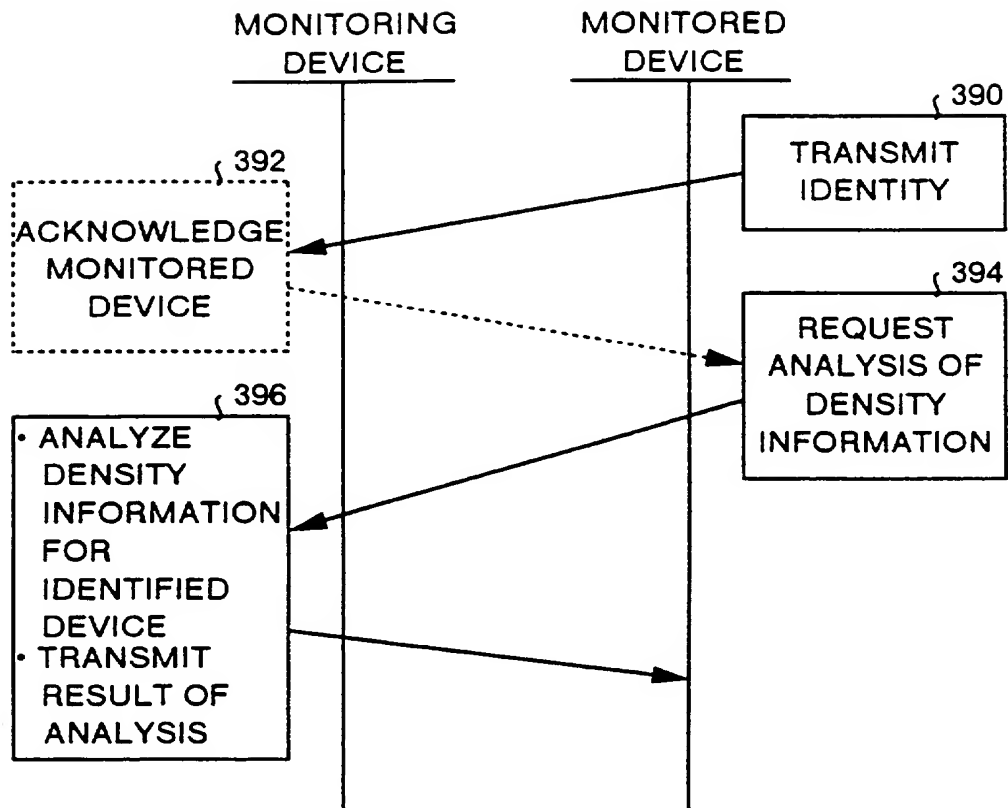 MONITORING
DEVICE
MONITORED
DEVICE
390
TRANSMIT
IDENTITY
392
ACKNOWLEDGE
MONITORED
DEVICE
394
REQUEST
ANALYSIS OF
DENSITY
INFORMATION
396
• ANALYZE
DENSITY
INFORMATION
FOR
IDENTIFIED
DEVICE
• TRANSMIT
RESULT OF
ANALYSIS